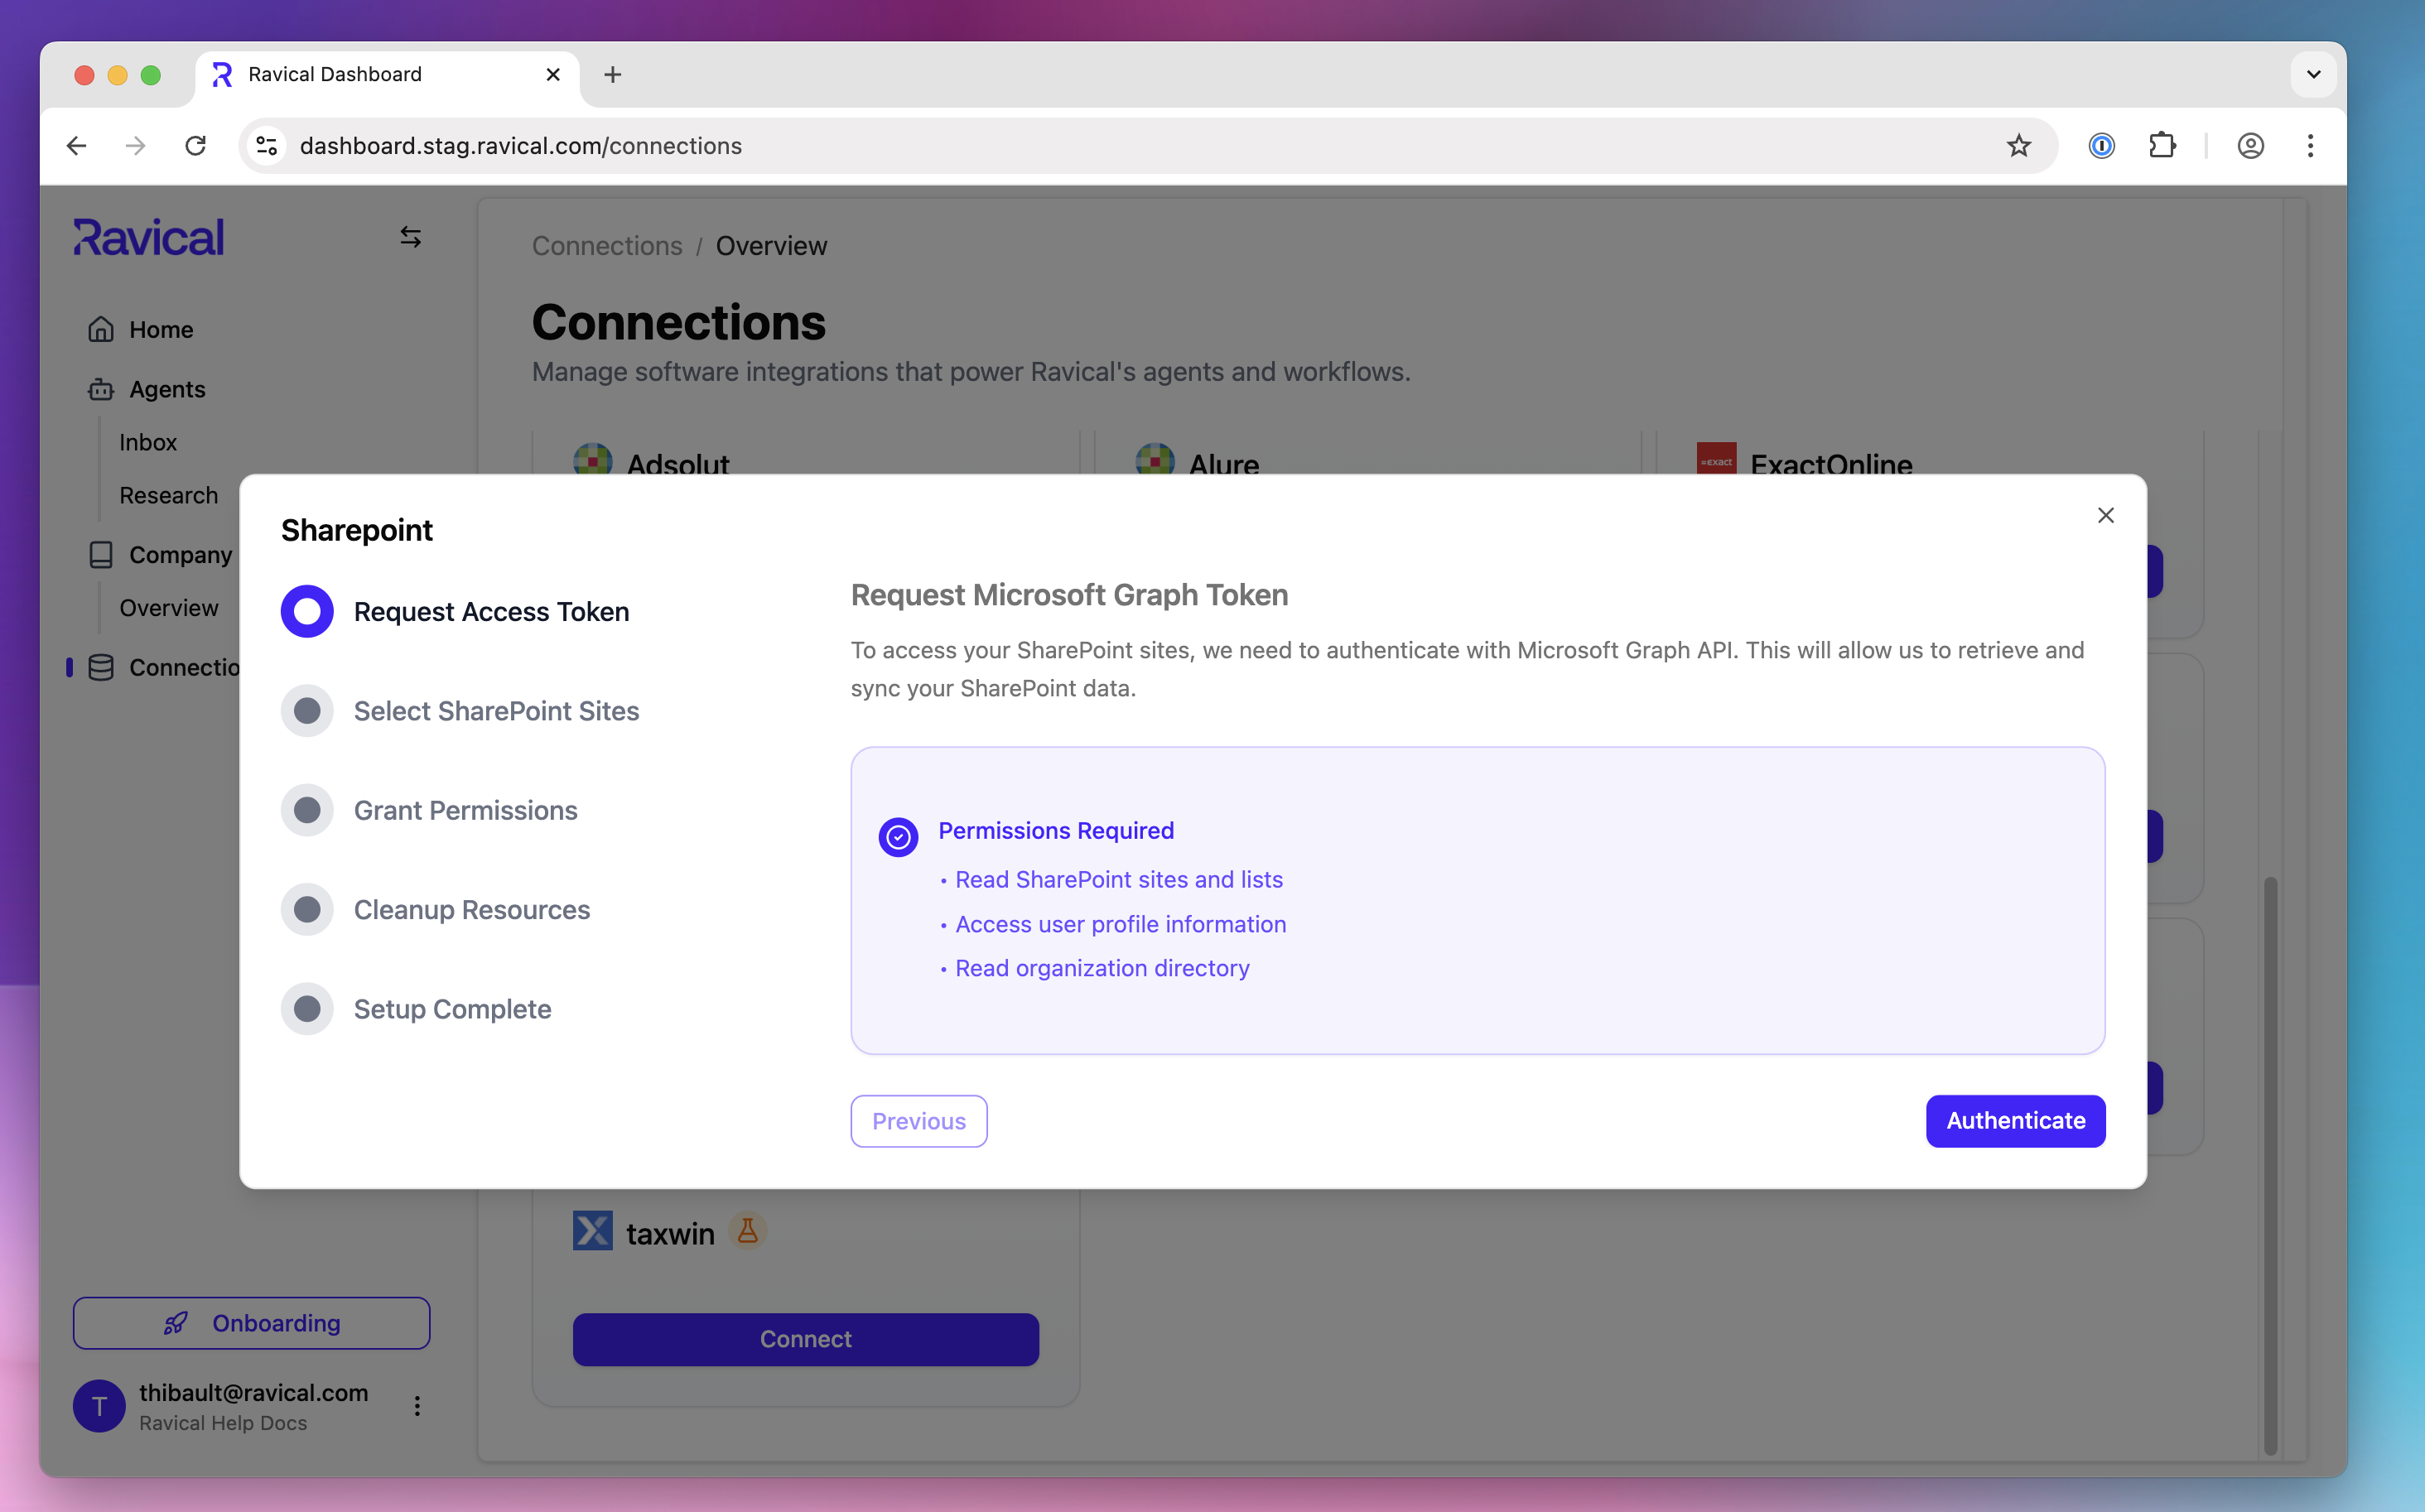 Ravical Dashboard
dashboard.stag.ravical.com/connections
Ravical
Home
Agents
Inbox
Research
Company
Overview
Connectio
Onboarding
T
thibault@ravical.com
Ravical Help Docs
Connections / Overview
Connections
Manage software integrations that power Ravical's agents and workflows.
Adsolut
Alure
=exact
ExactOnline
Sharepoint
Request Access Token
Select SharePoint Sites
Grant Permissions
Cleanup Resources
Setup Complete
Request Microsoft Graph Token
To access your SharePoint sites, we need to authenticate with Microsoft Graph API. This will allow us to retrieve and
sync your SharePoint data.
Permissions Required
• Read SharePoint sites and lists
• Access user profile information
• Read organization directory
Previous
Authenticate
taxwin
Connect